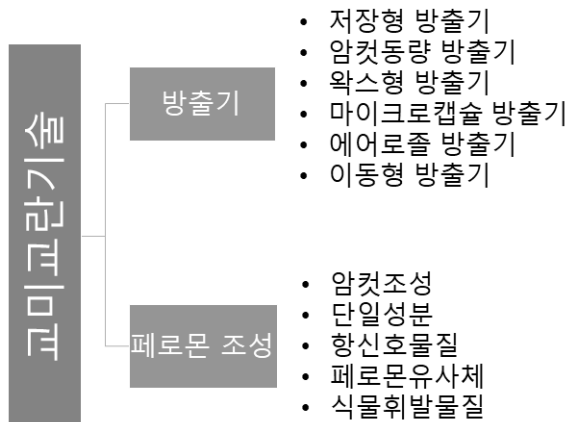 교미교란기술
방출기
• 저장형 방출기
• 암컷동량 방출기
• 왁스형 방출기
• 마이크로캡슐 방출기
• 에어로졸 방출기
• 이동형 방출기
페로몬 조성
• 암컷조성
• 단일성분
• 항신호물질
• 페로몬유사체
• 식물휘발물질